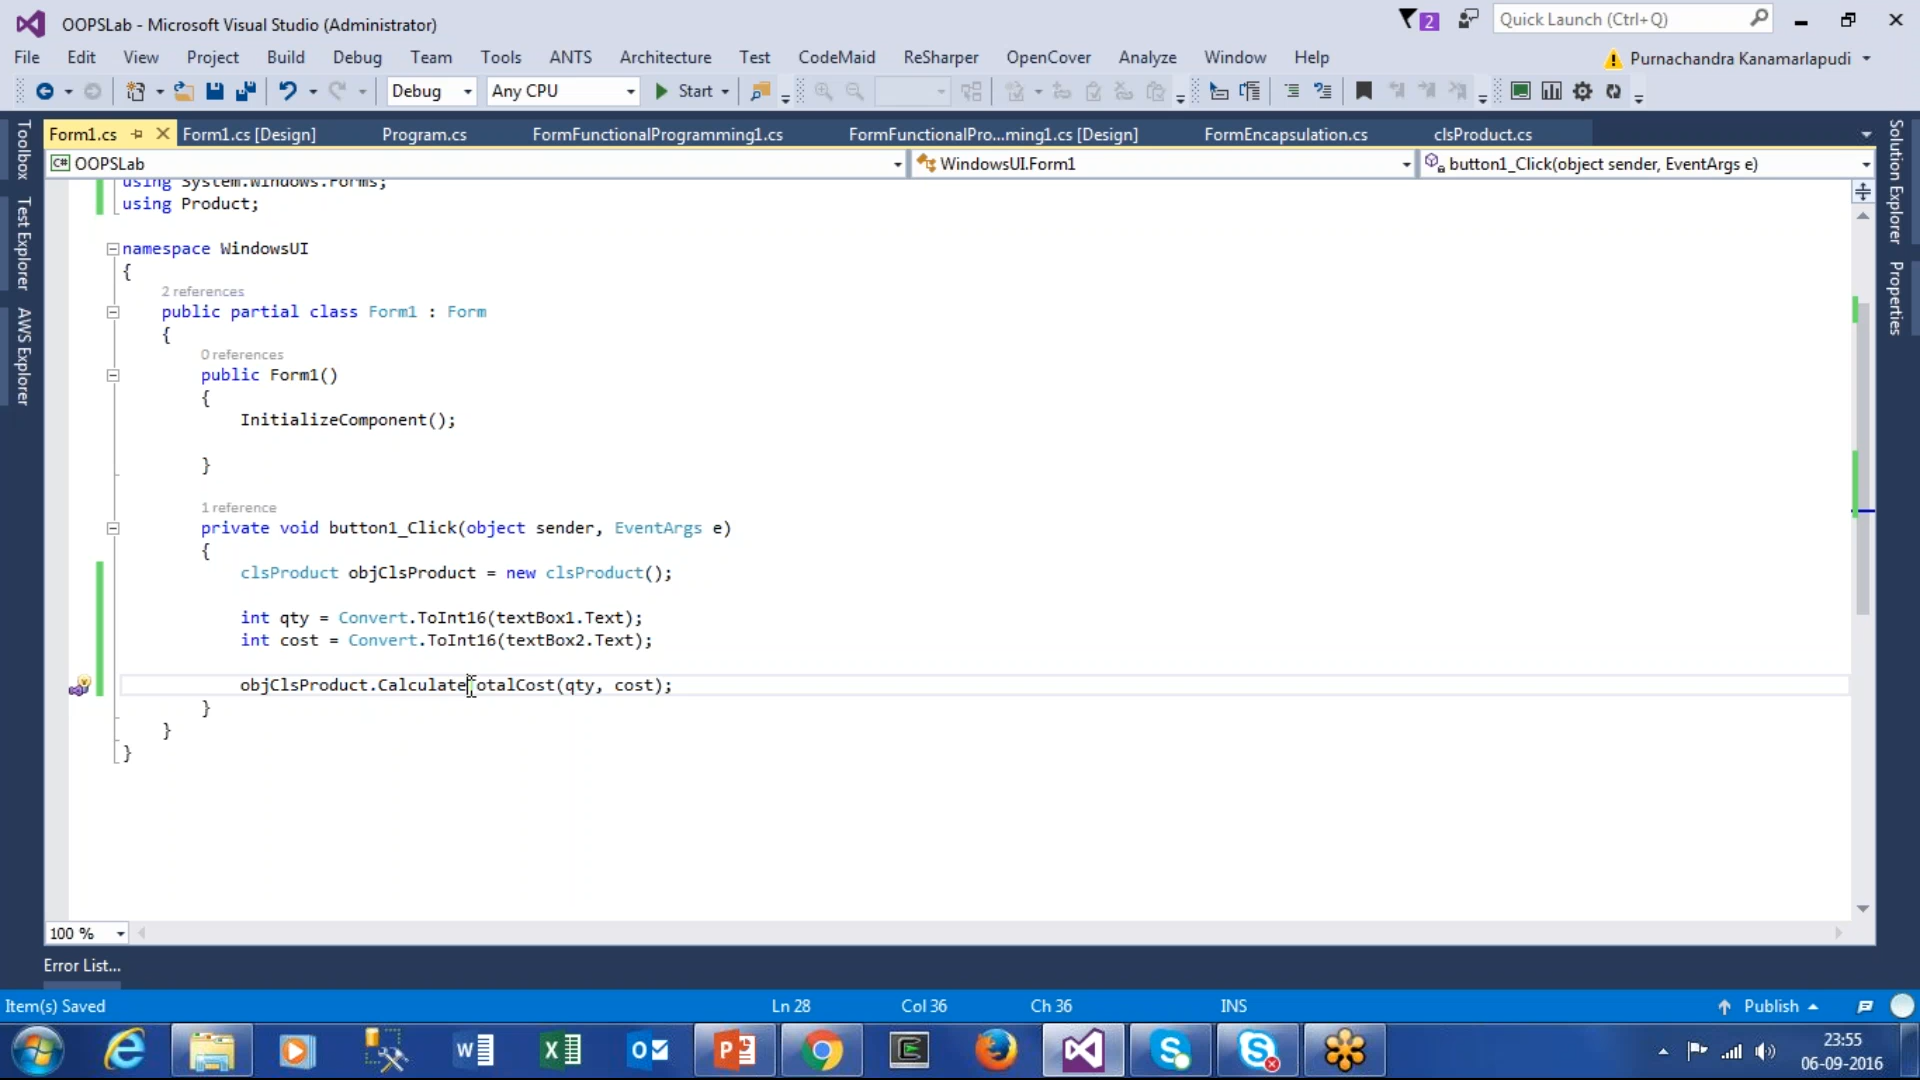 OOPSLab - Microsoft Visual Studio (Administrator)
2
Quick Launch (Ctrl+Q)
File Edit View Project Build Debug Team Tools ANTS Architecture Test CodeMaid ReSharper OpenCover Analyze Window Help
Purnachandra Kanamarlapudi
Debug Any CPU Start
Form1.cs Form1.cs [Design] Program.cs FormFunctionalProgramming1.cs FormFunctionalPro...ming1.cs [Design] FormEncapsulation.cs clsProduct.cs
C# OOPSLab WindowsUI.Form1 button1_Click(object sender, EventArgs e)
Toolbox
Test Explorer
AWS Explorer
Solution Explorer
Properties
using System.Windows.Forms;
using Product;
namespace WindowsUI
{
2 references
public partial class Form1 : Form
{
0 references
public Form1()
{
InitializeComponent();
}
1 reference
private void button1_Click(object sender, EventArgs e)
{
clsProduct objClsProduct = new clsProduct();
int qty = Convert.ToInt16(textBox1.Text);
int cost = Convert.ToInt16(textBox2.Text);
objClsProduct.CalculateTotalCost(qty, cost);
}
}
}
100 %
Error List...
Item(s) Saved Ln 28 Col 36 Ch 36 INS Publish
23:55
06-09-2016